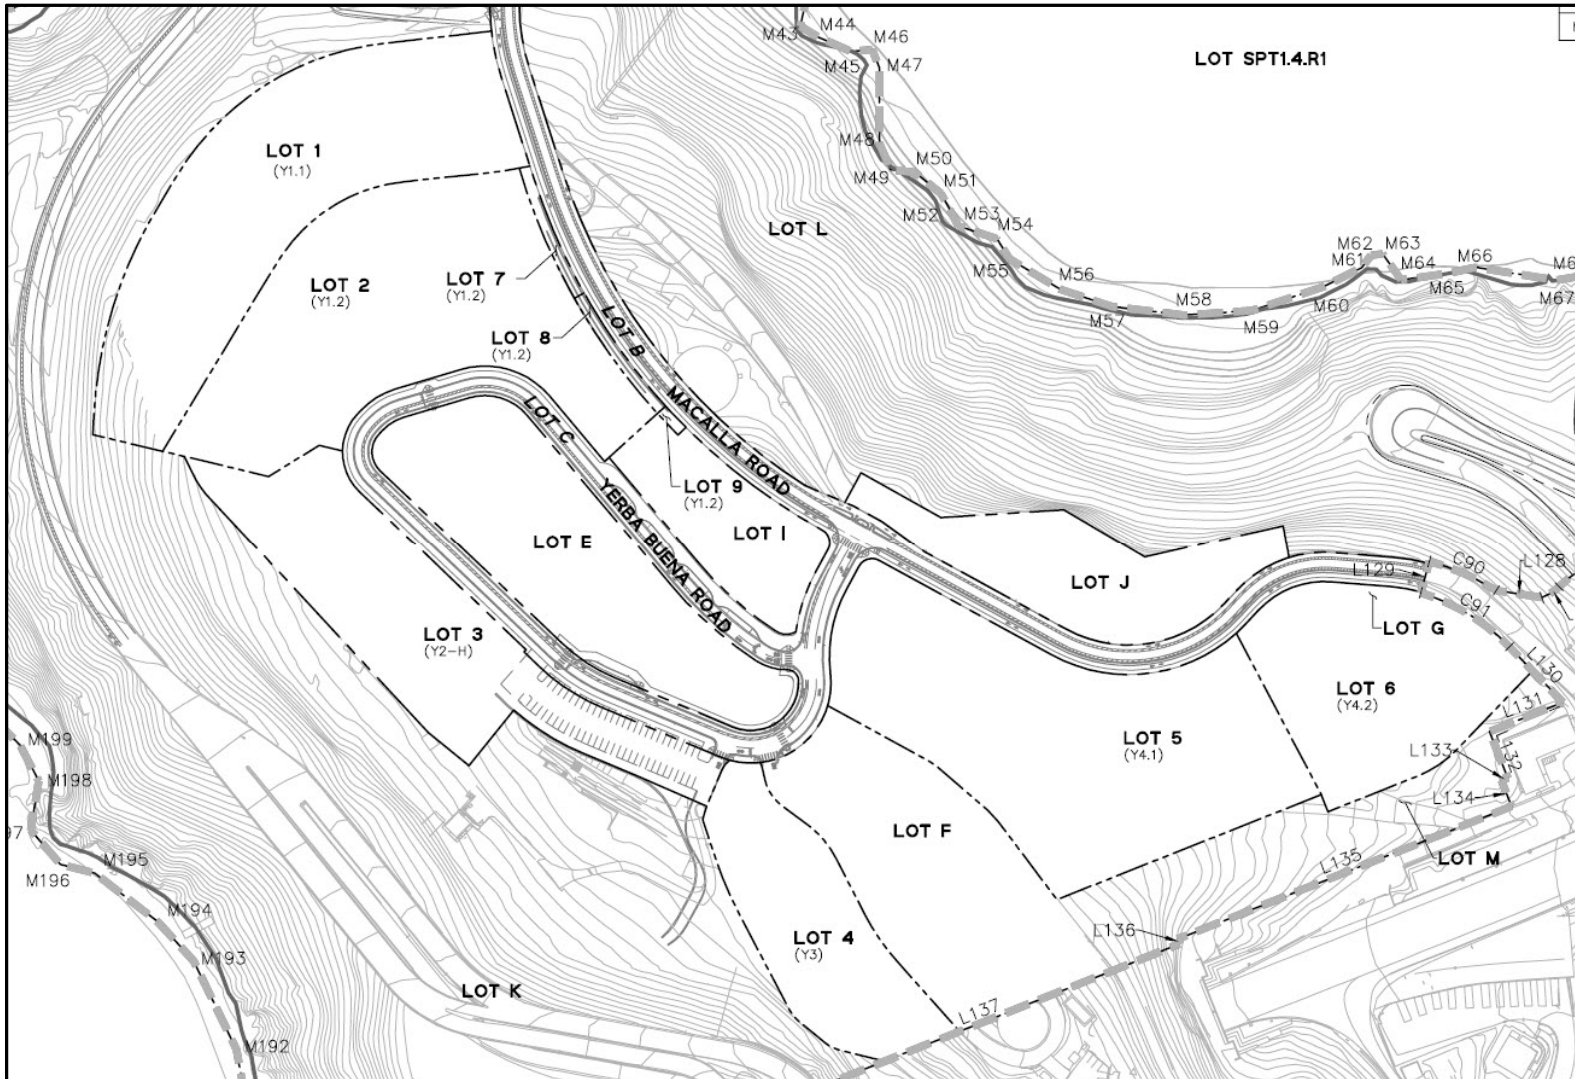 M43
M44
M46
M45
M47
LOT SPT1.4.R1
M48
M49
M50
M51
M52
M53
M54
M55
M56
M57
M58
M59
M60
M61
M62
M63
M64
M65
M66
M67
LOT 1
(Y1.1)
LOT L
LOT 2
(Y1.2)
LOT 7
(Y1.2)
LOT 8
(Y1.2)
LOT B
MACALLA ROAD
LOT C
YERBA BUENA ROAD
LOT 9
(Y1.2)
LOT E
LOT I
LOT J
L129
C90
L128
C91
LOT G
LOT 3
(Y2-H)
LOT 6
(Y4.2)
L130
L131
L133
L134
LOT 5
(Y4.1)
LOT F
L135
LOT M
L136
LOT 4
(Y3)
L137
LOT K
M199
M198
M196
M195
M194
M193
M192